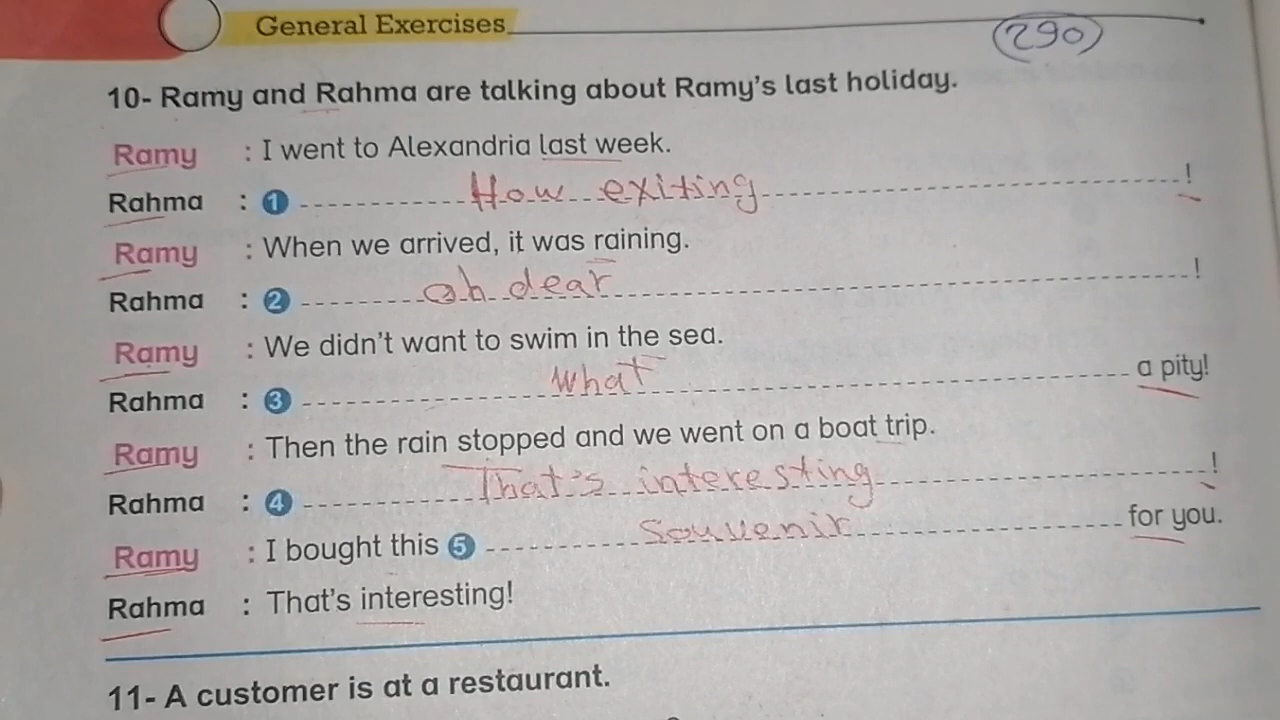 General Exercises
290
10- Ramy and Rahma are talking about Ramy's last holiday.
Ramy : I went to Alexandria last week.
Rahma : 1 How exiting !
Ramy : When we arrived, it was raining.
Rahma : 2 oh dear !
Ramy : We didn't want to swim in the sea.
Rahma : 3 what a pity!
Ramy : Then the rain stopped and we went on a boat trip.
Rahma : 4 That's interesting !
Ramy : I bought this 5 souvenir for you.
Rahma : That's interesting!
11- A customer is at a restaurant.